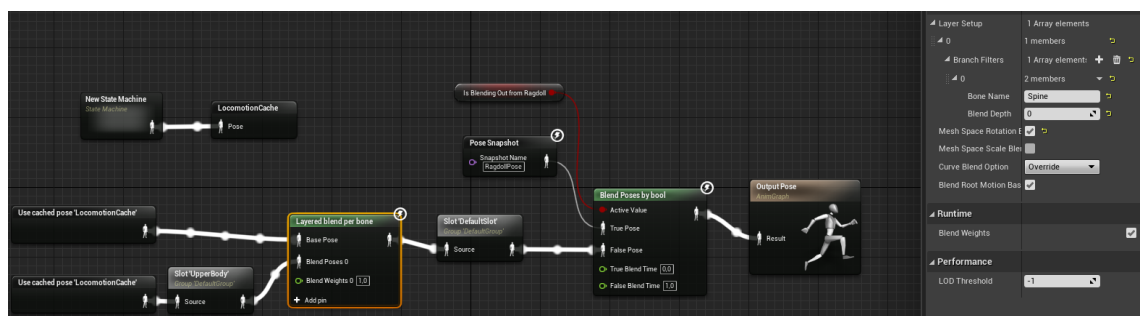 New State Machine
State Machine
LocomotionCache
Pose
Is Blending Out from Ragdoll
Pose Snapshot
Snapshot Name
RagdollPose
Use cached pose 'LocomotionCache'
Layered blend per bone
Base Pose
Blend Poses 0
Blend Weights 0 1,0
Add pin
Use cached pose 'LocomotionCache'
Slot 'UpperBody'
Group 'DefaultGroup'
Source
Slot 'DefaultSlot'
Group 'DefaultGroup'
Source
Blend Poses by bool
Active Value
True Pose
False Pose
True Blend Time 0,0
False Blend Time 1,0
Output Pose
AnimGraph
Result
Layer Setup 1 Array elements
0 1 members
Branch Filters 1 Array element:
0 2 members
Bone Name Spine
Blend Depth 0
Mesh Space Rotation E
Mesh Space Scale Ble
Curve Blend Option Override
Blend Root Motion Bas
Runtime
Blend Weights
Performance
LOD Threshold -1